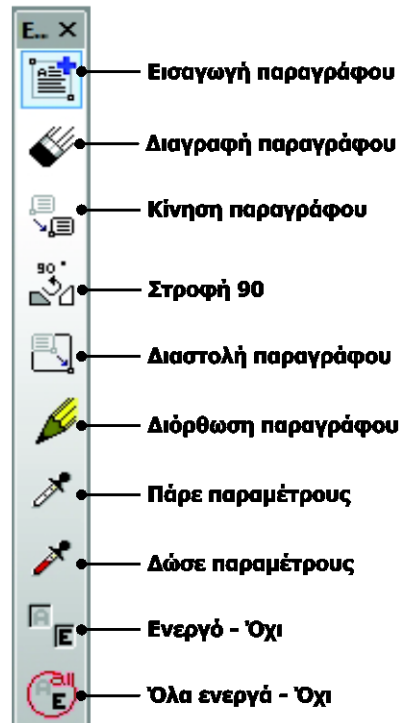 Ε.. ×
Εισαγωγή παραγράφου
Διαγραφή παραγράφου
Κίνηση παραγράφου
90° Στροφή 90
Διαστολή παραγράφου
Διόρθωση παραγράφου
Πάρε παραμέτρους
Δώσε παραμέτρους
A E Ενεργό - Όχι
all A E Όλα ενεργά - Όχι